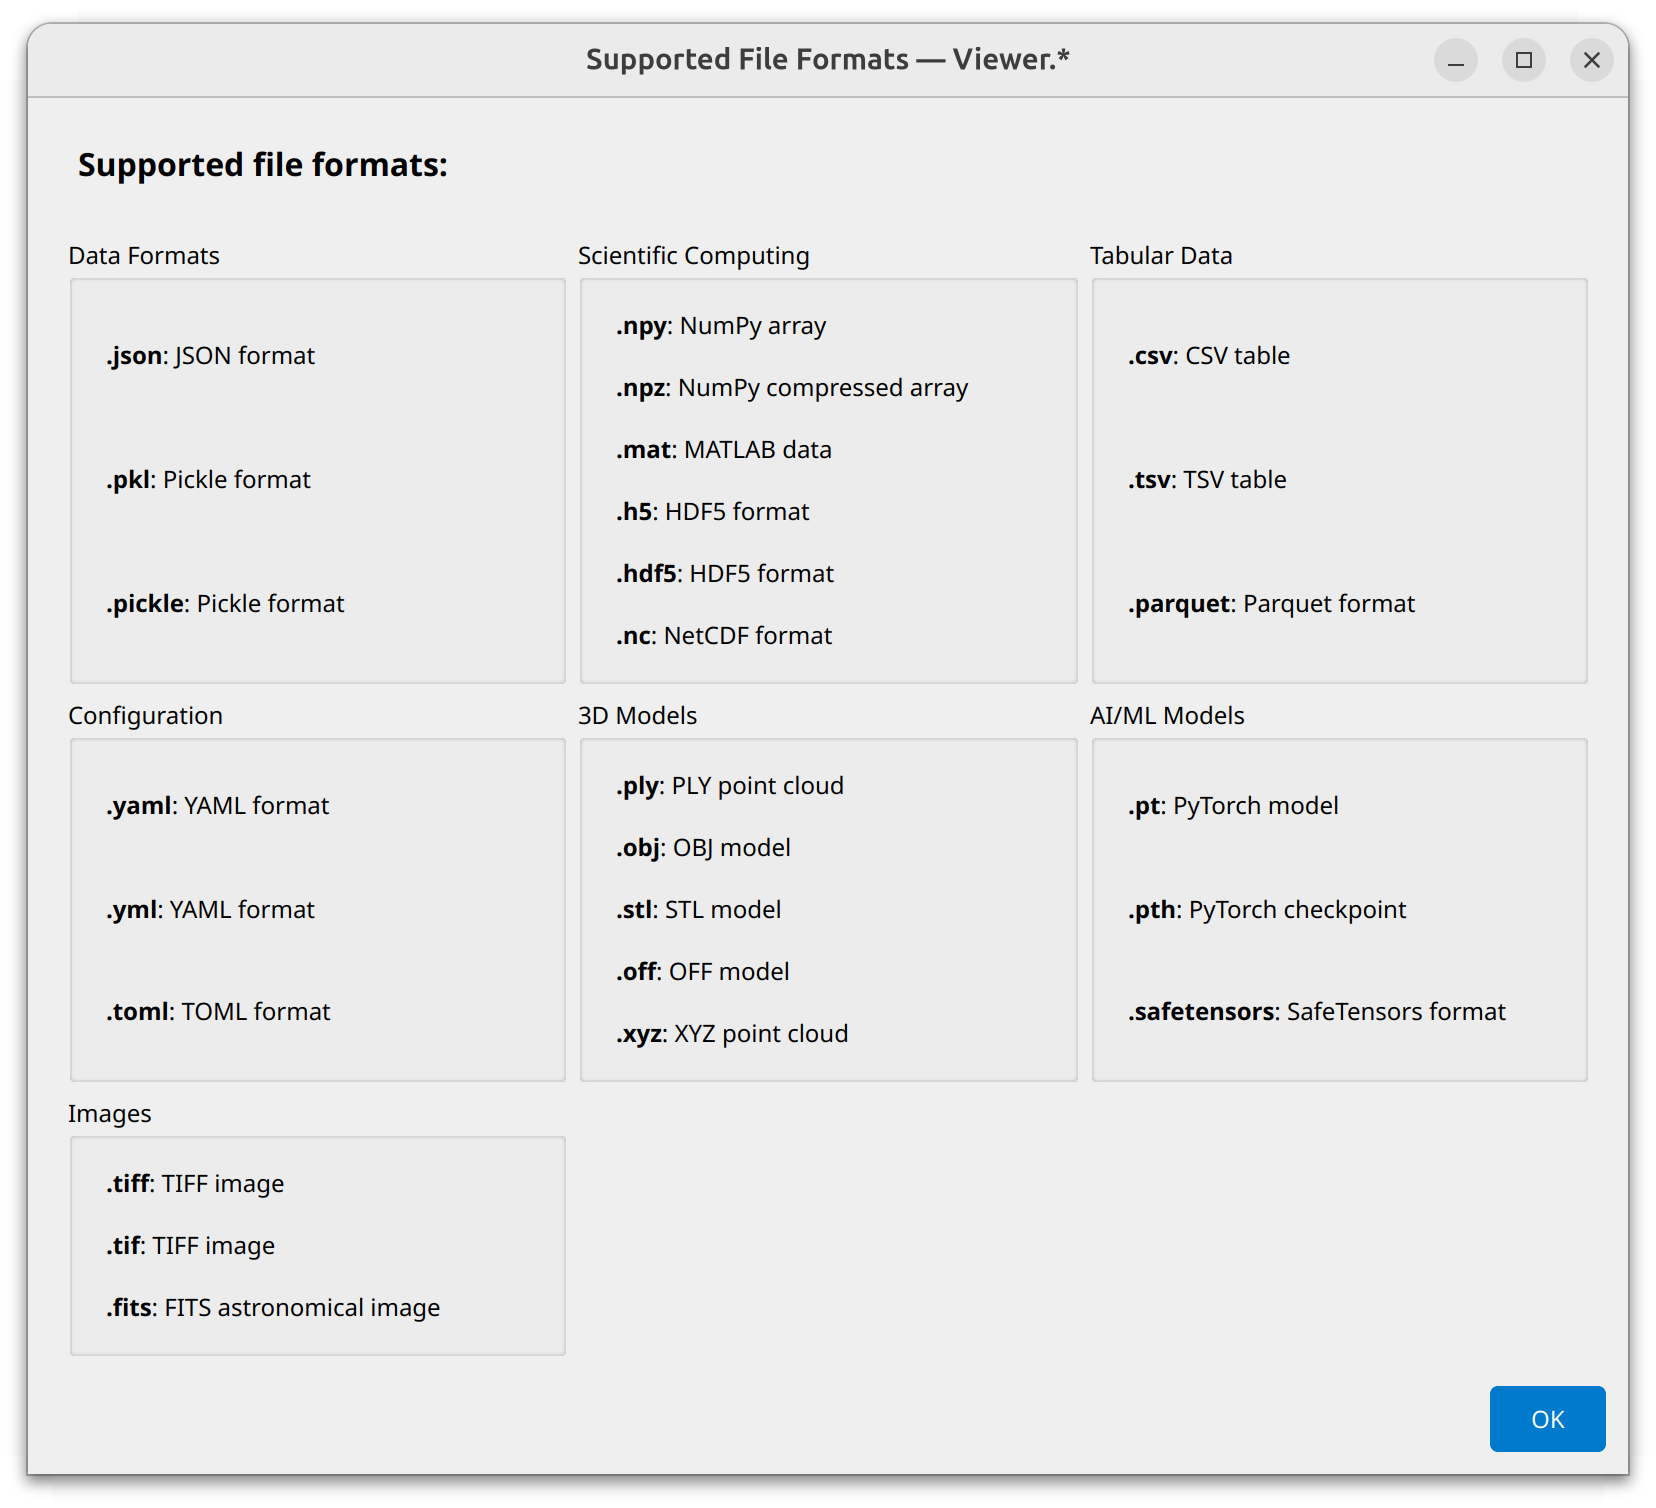 Supported File Formats — Viewer.*
Supported file formats:
Data Formats
.json: JSON format
.pkl: Pickle format
.pickle: Pickle format
Scientific Computing
.npy: NumPy array
.npz: NumPy compressed array
.mat: MATLAB data
.h5: HDF5 format
.hdf5: HDF5 format
.nc: NetCDF format
Tabular Data
.csv: CSV table
.tsv: TSV table
.parquet: Parquet format
Configuration
.yaml: YAML format
.yml: YAML format
.toml: TOML format
3D Models
.ply: PLY point cloud
.obj: OBJ model
.stl: STL model
.off: OFF model
.xyz: XYZ point cloud
AI/ML Models
.pt: PyTorch model
.pth: PyTorch checkpoint
.safetensors: SafeTensors format
Images
.tiff: TIFF image
.tif: TIFF image
.fits: FITS astronomical image
OK